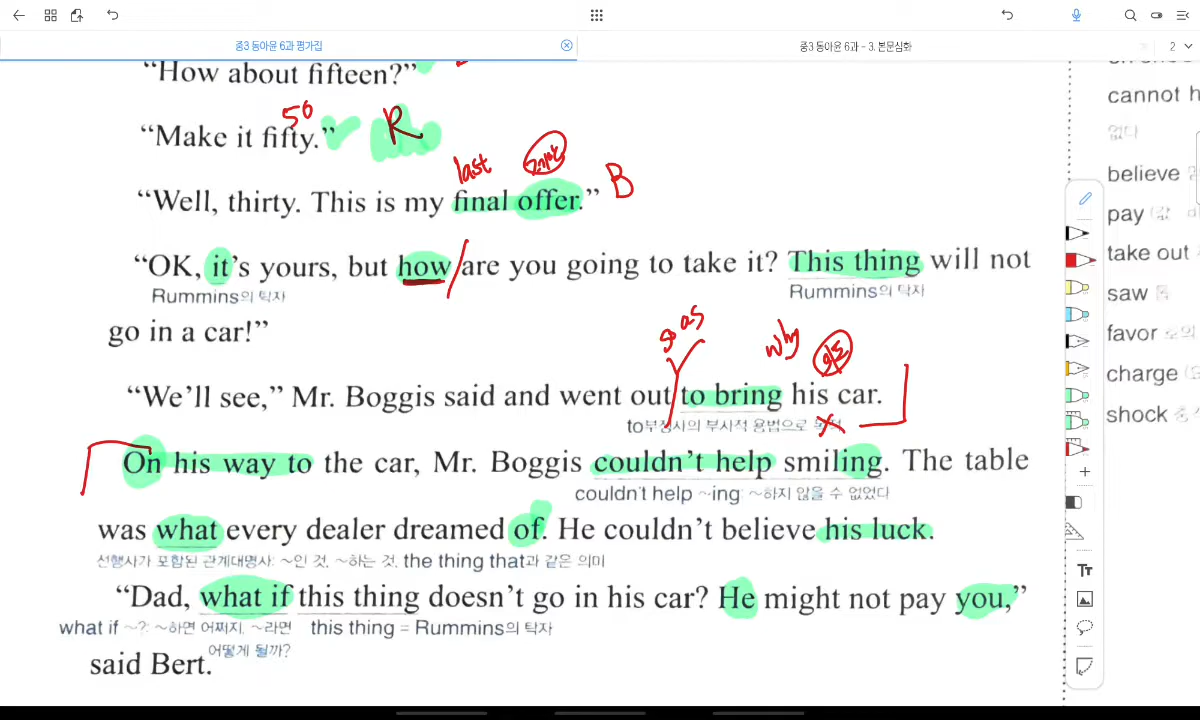 중3 동아윤 6과 평가집
중3 동아윤 6과 - 3. 본문심화
2
“How about fifteen?”
50
“Make it fifty.”
R
last
“Well, thirty. This is my final offer.”
B
“OK, it’s yours, but how are you going to take it? This thing will not
Rummins의 탁자
Rummins의 탁자
go in a car!”
so as
why
“We’ll see,” Mr. Boggis said and went out to bring his car.
to부정사의 부사적 용법으로
On his way to the car, Mr. Boggis couldn’t help smiling. The table
couldn’t help ~ing: ~하지 않을 수 없었다
was what every dealer dreamed of. He couldn’t believe his luck.
선행사가 포함된 관계대명사: ~인 것, ~하는 것, the thing that과 같은 의미
“Dad, what if this thing doesn’t go in his car? He might not pay you,”
what if ~?: ~하면 어쩌지, ~라면
this thing = Rummins의 탁자
어떻게 될까?
said Bert.
cannot h
없다
believe
pay
take out
saw
favor
charge
shock
Tт